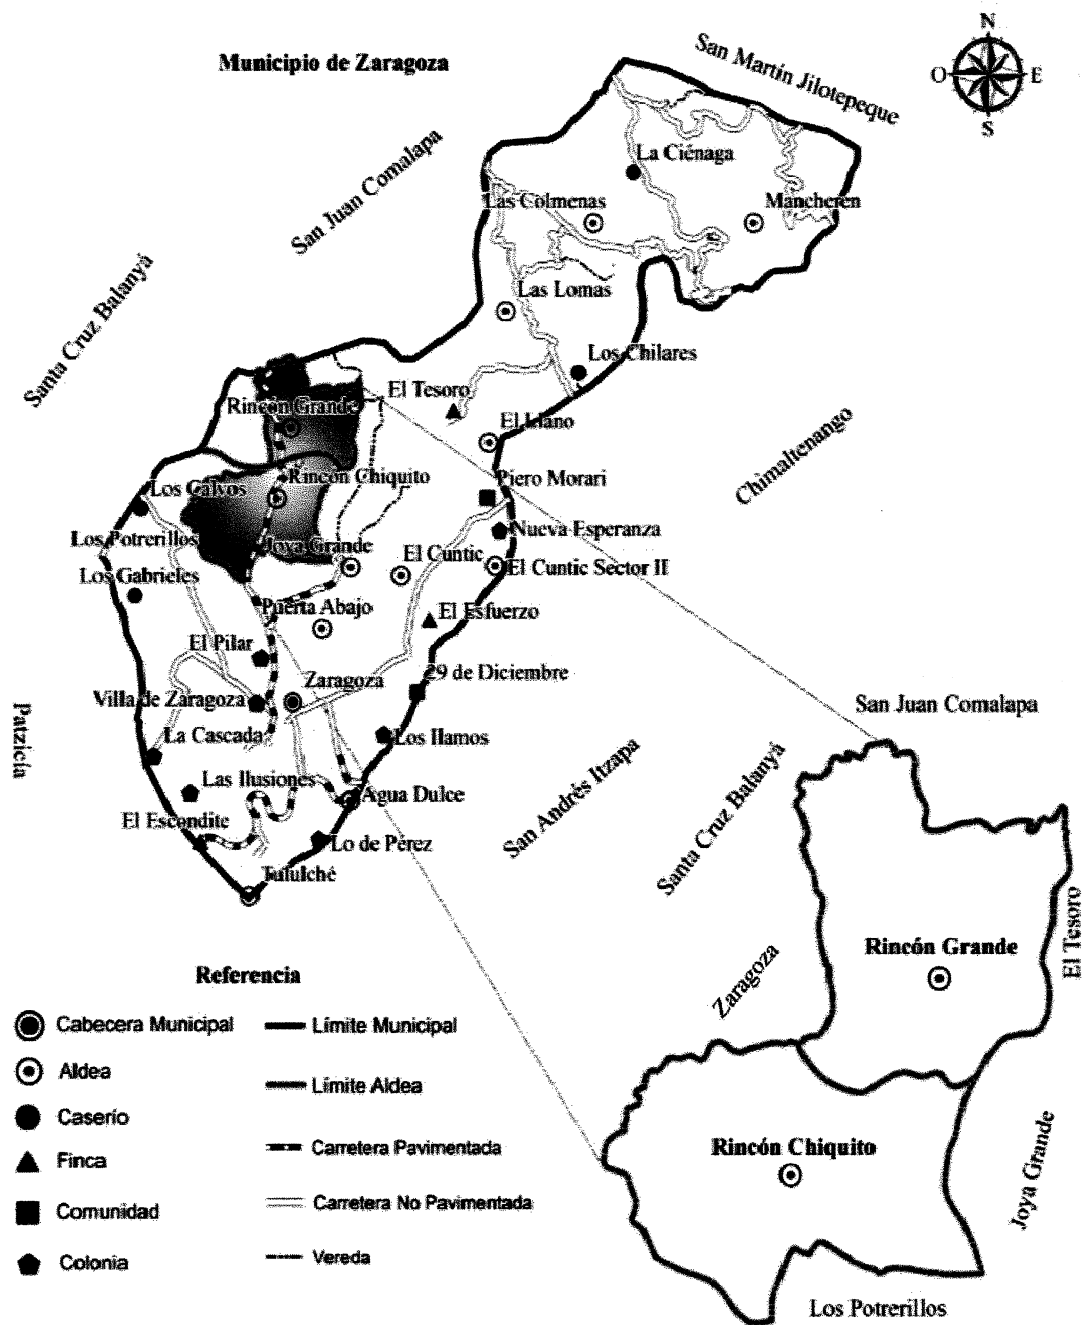 N
San Martín Jilotepeque
Municipio de Zaragoza
O
E
S
San Juan Comalapa
La Ciénaga
Las Colmenas
Mancheren
Santa Cruz Balanyá
Las Lomas
Los Chilares
El Tesoro
Rincón Grande
El Llano
Chimaltenango
Rincón Chiquito
Piero Morari
Los Galvos
Nueva Esperanza
Los Potrerillos
Joya Grande
El Cuntic
El Cuntic Sector II
Los Gabrieles
Puerta Abajo
El Esfuerzo
El Pilar
Zaragoza
29 de Diciembre
Villa de Zaragoza
Patzicía
La Cascada
Los Ilamos
San Juan Comalapa
Las Ilusiones
Agua Dulce
San Andrés Itzapa
Santa Cruz Balanyá
El Escondite
Lo de Pérez
Tululché
El Tesoro
Rincón Grande
Zaragoza
Referencia
Cabecera Municipal
Límite Municipal
Aldea
Límite Aldea
Caserío
Finca
Carretera Pavimentada
Comunidad
Carretera No Pavimentada
Colonia
Vereda
Rincón Chiquito
Joya Grande
Los Potrerillos